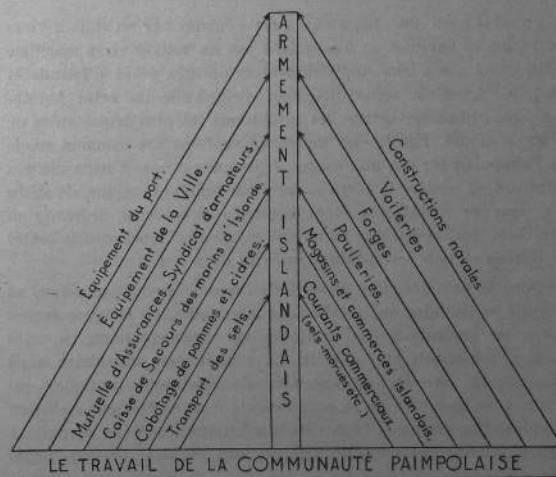 ARMEMENT ISLANDAIS
Équipement du port.
Équipement de la Ville.
Mutuelle d'Assurances_Syndicat d'armateurs.
Caisse de Secours des marins d'Islande.
Cabotage de pommes et cidres.
Transport des sels.
Constructions navales
Voileries
Forges
Poulieries.
Magasins et commerces islandais.
Courants commerciaux.
(sels-morues etc.)
LE TRAVAIL DE LA COMMUNAUTÉ PAIMPOLAISE